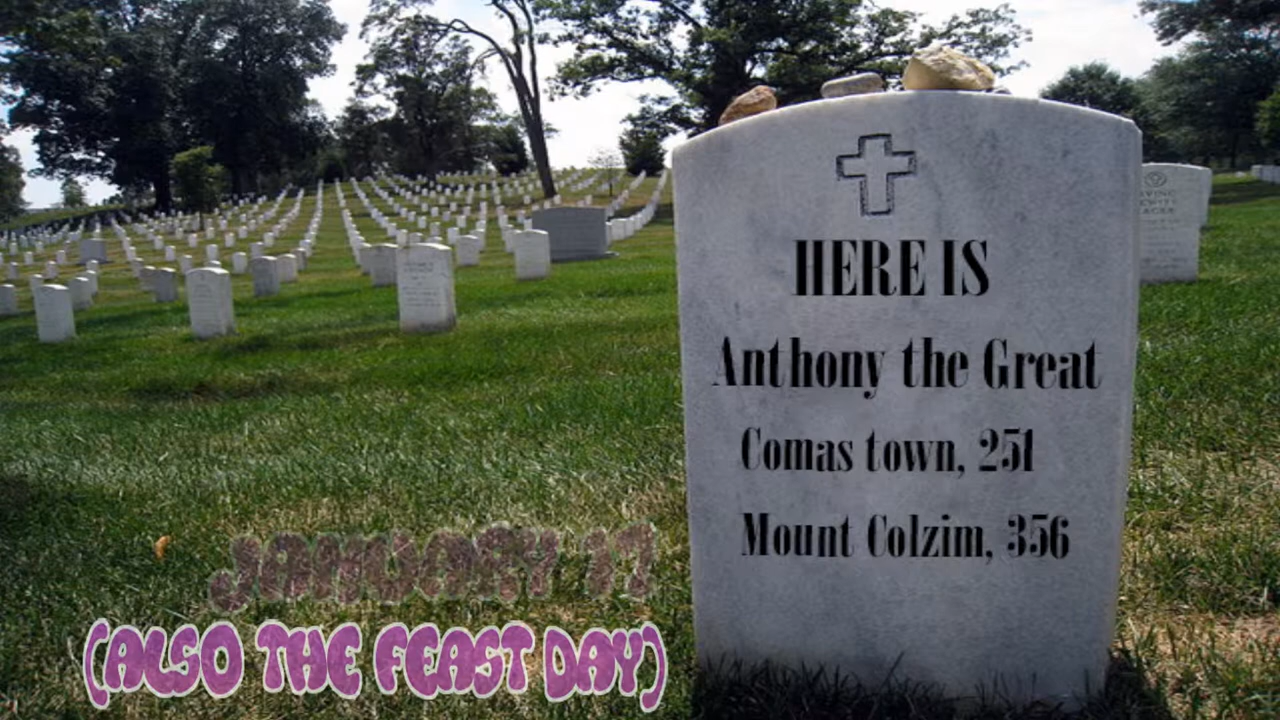 HERE IS
Anthony the Great
Comas town, 251
Mount Colzim, 356
JANUARY 17
(ALSO THE FEAST DAY)